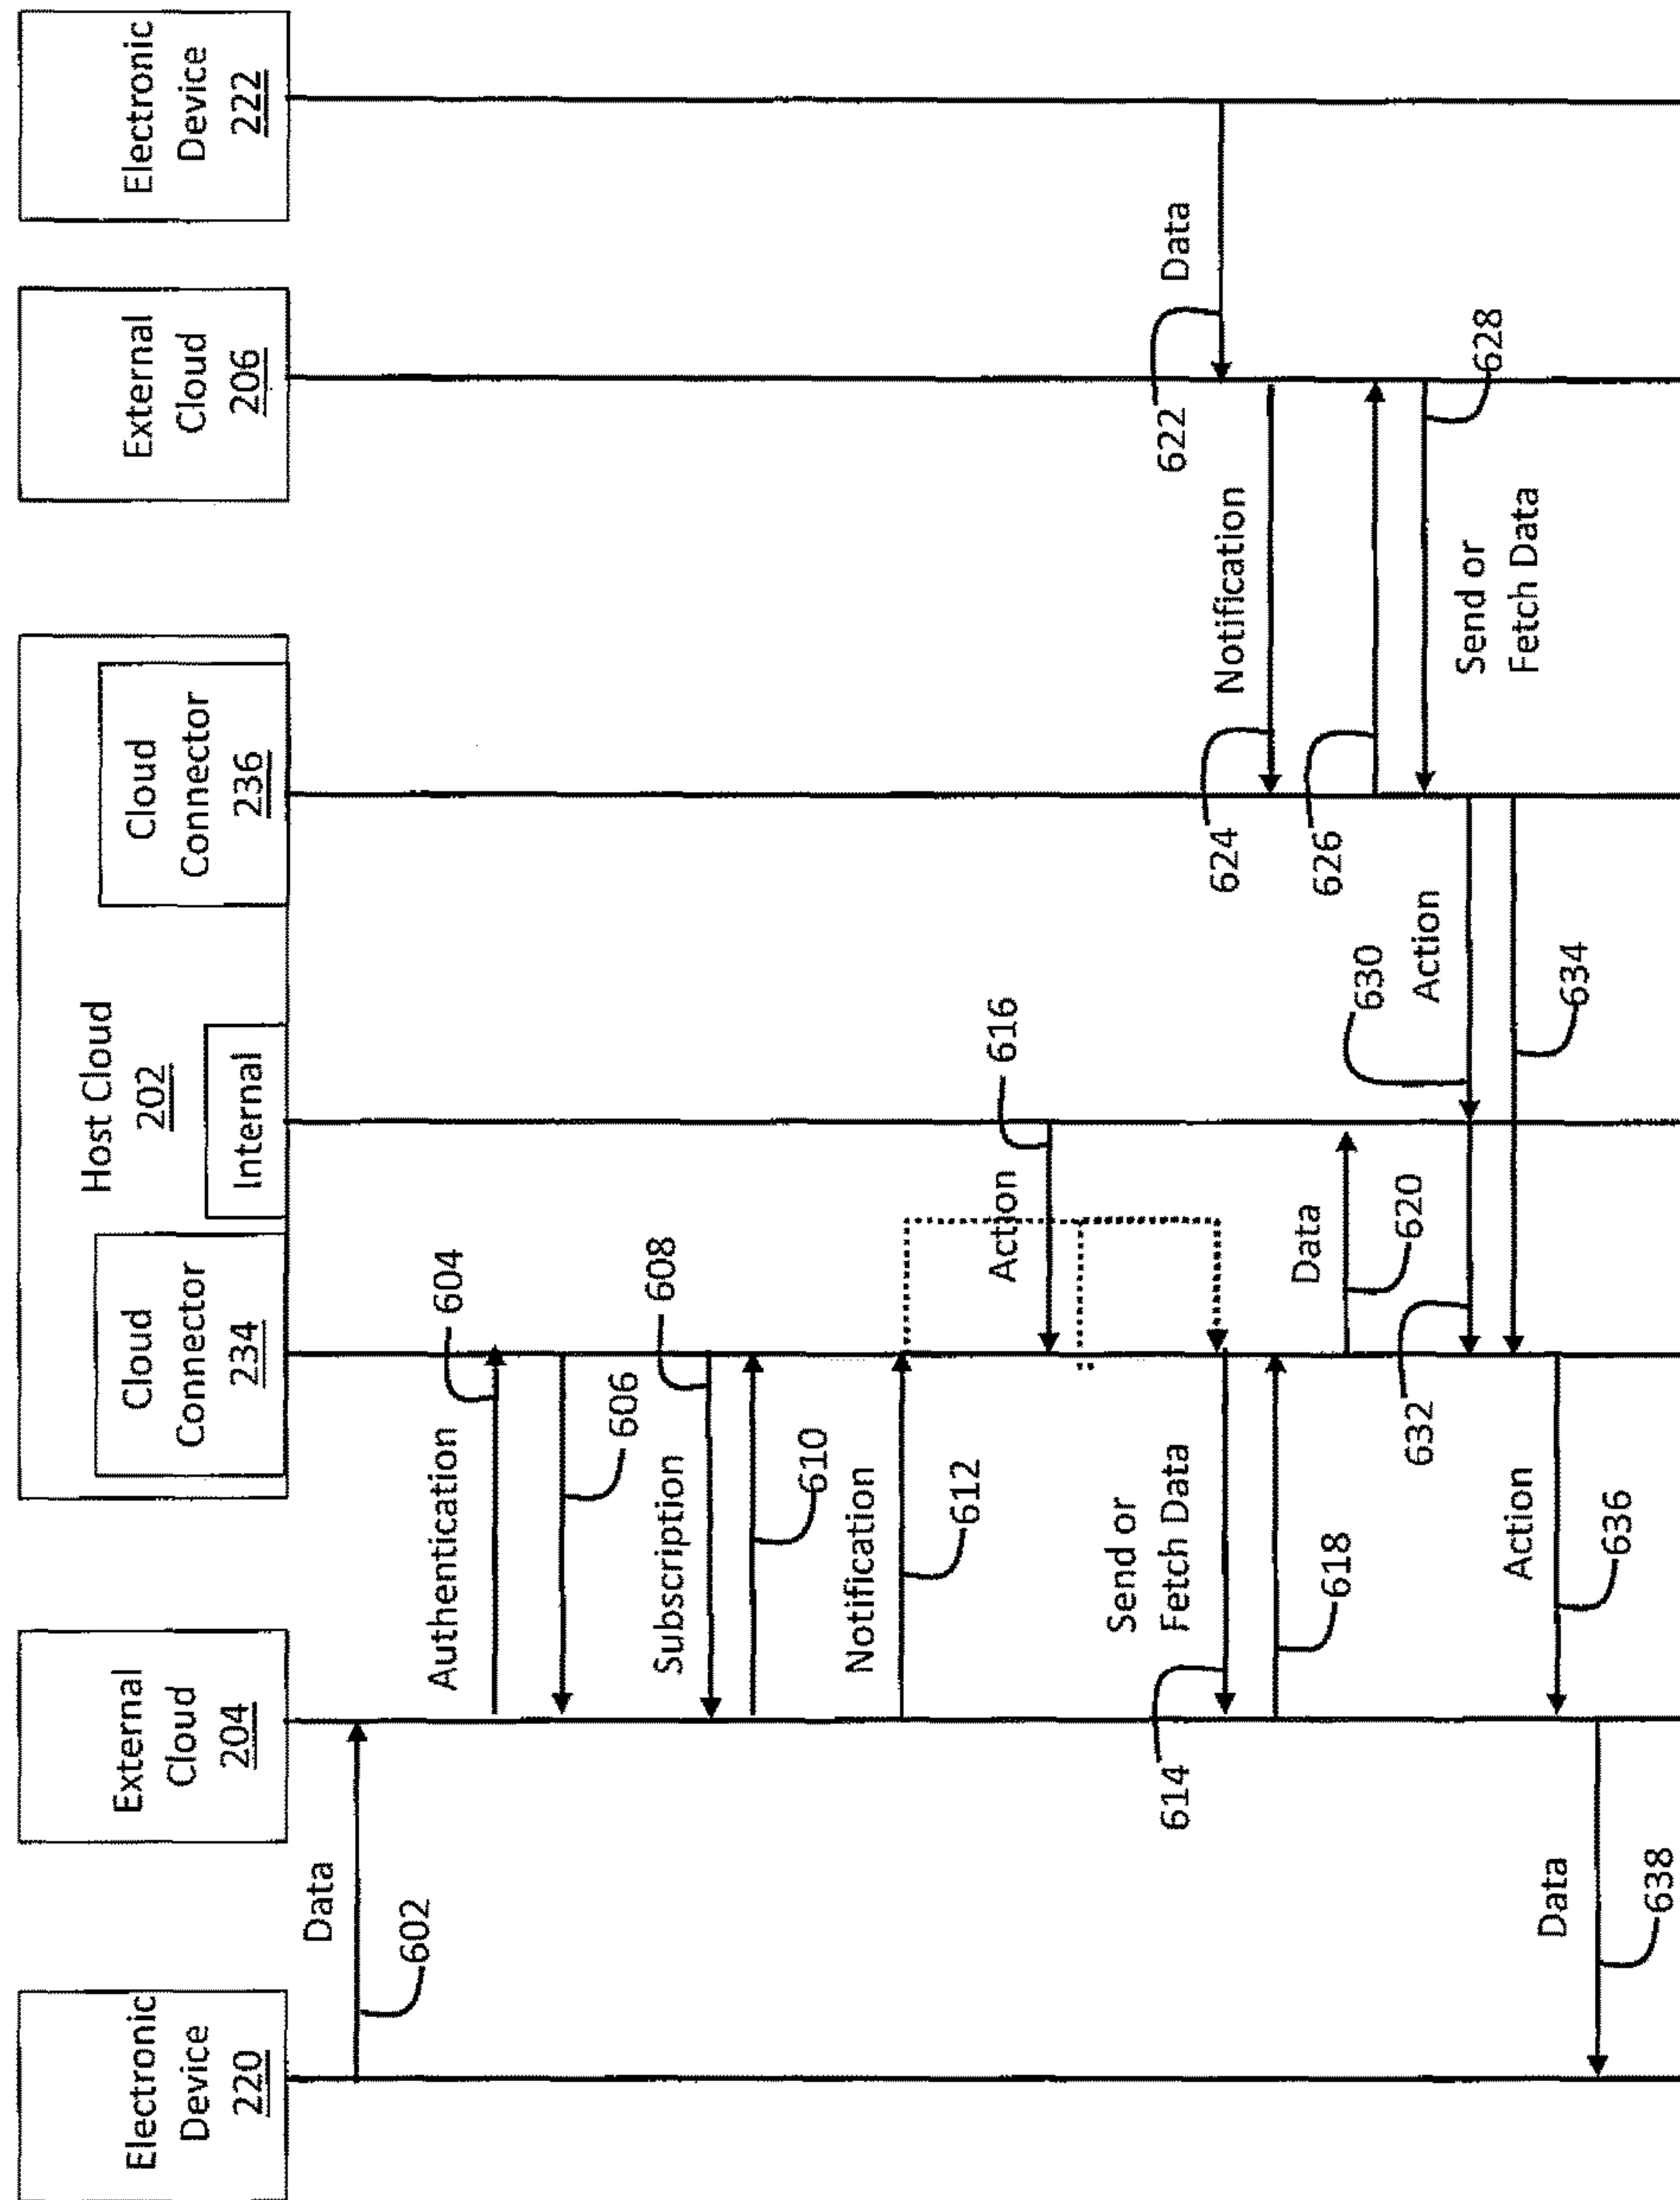 Electronic
Device
220
External
Cloud
204
Host Cloud
202
Cloud
Connector
234
Internal
Cloud
Connector
236
External
Cloud
206
Electronic
Device
222
Data
602
Authentication
604
606
Subscription
608
610
Notification
612
Action
616
Send or
Fetch Data
614
618
Data
620
Data
622
Notification
624
626
Send or
Fetch Data
628
Action
630
632
634
Action
636
Data
638